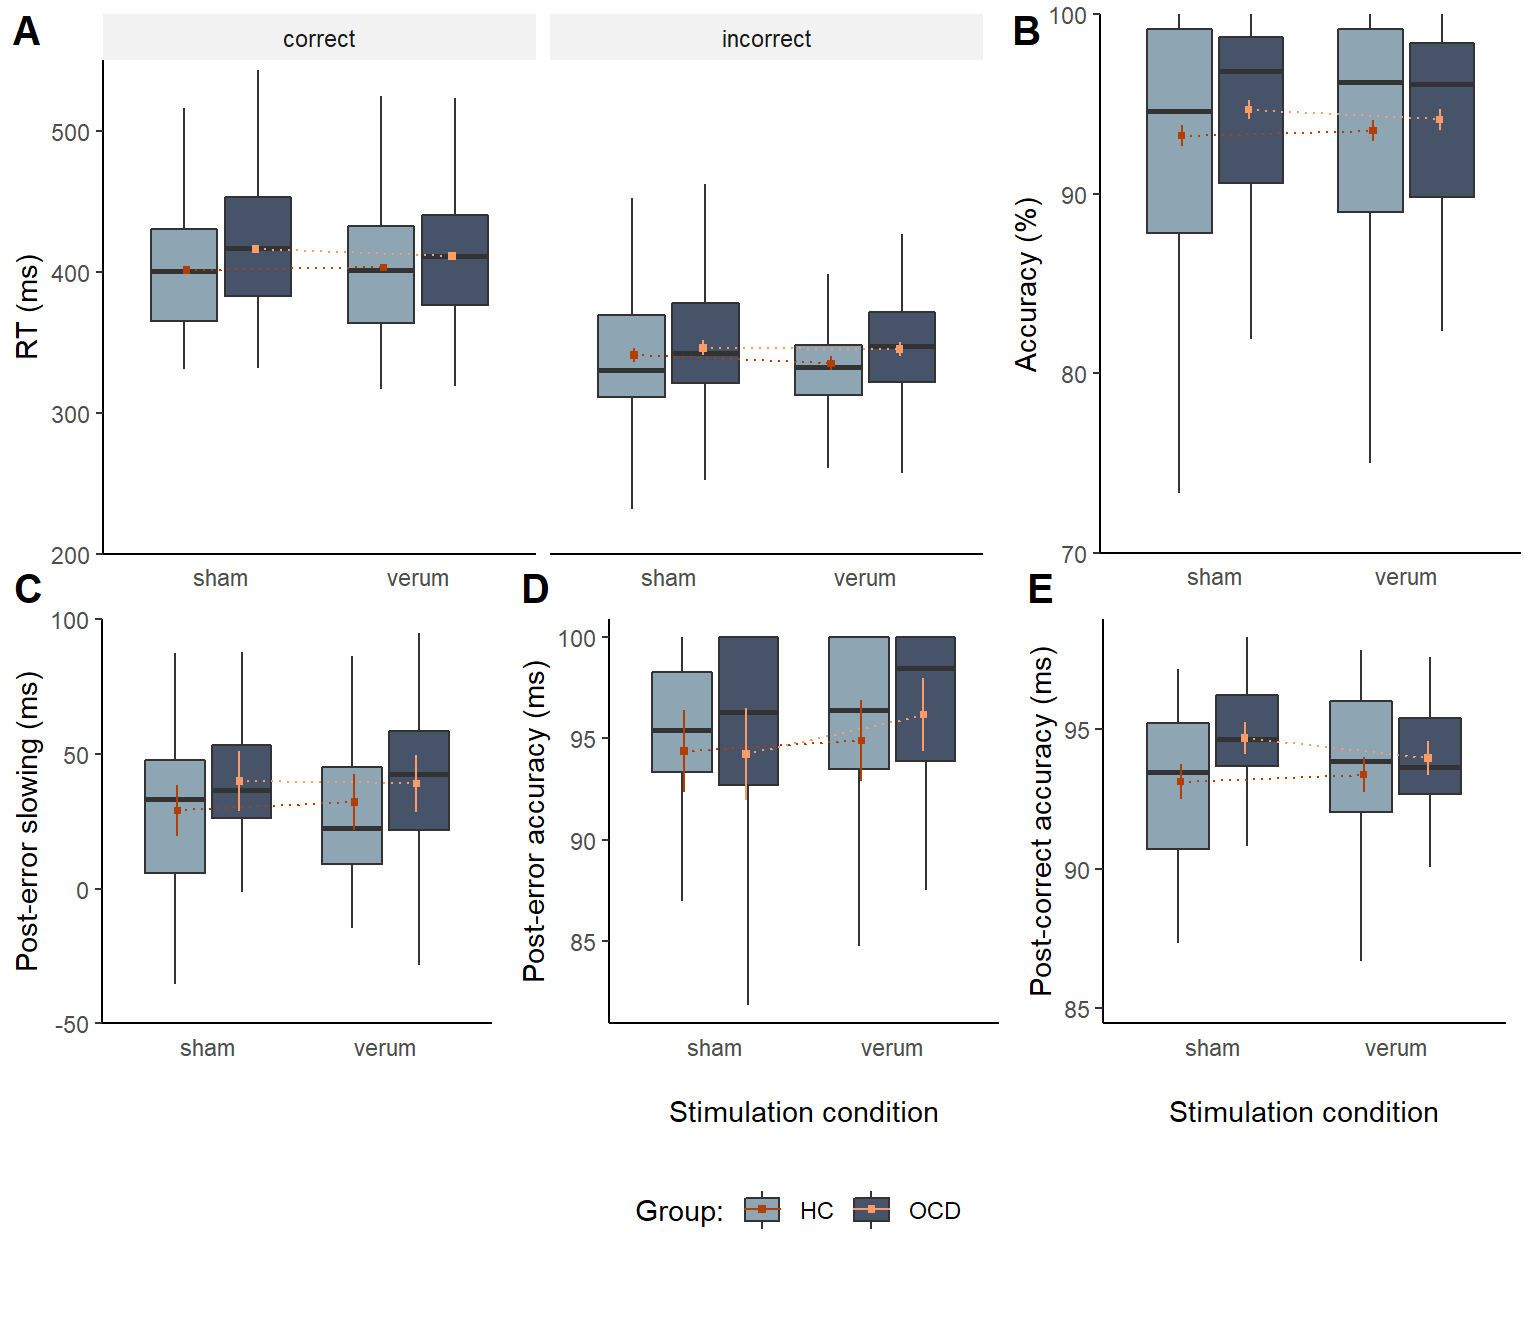 A
correct
incorrect
RT (ms)
500
400
300
200
sham
verum
sham
verum
B
Accuracy (%)
100
90
80
70
sham
verum
C
Post-error slowing (ms)
100
50
0
-50
sham
verum
D
Post-error accuracy (ms)
100
95
90
85
sham
verum
Stimulation condition
E
Post-correct accuracy (ms)
95
90
85
sham
verum
Stimulation condition
Group: HC OCD